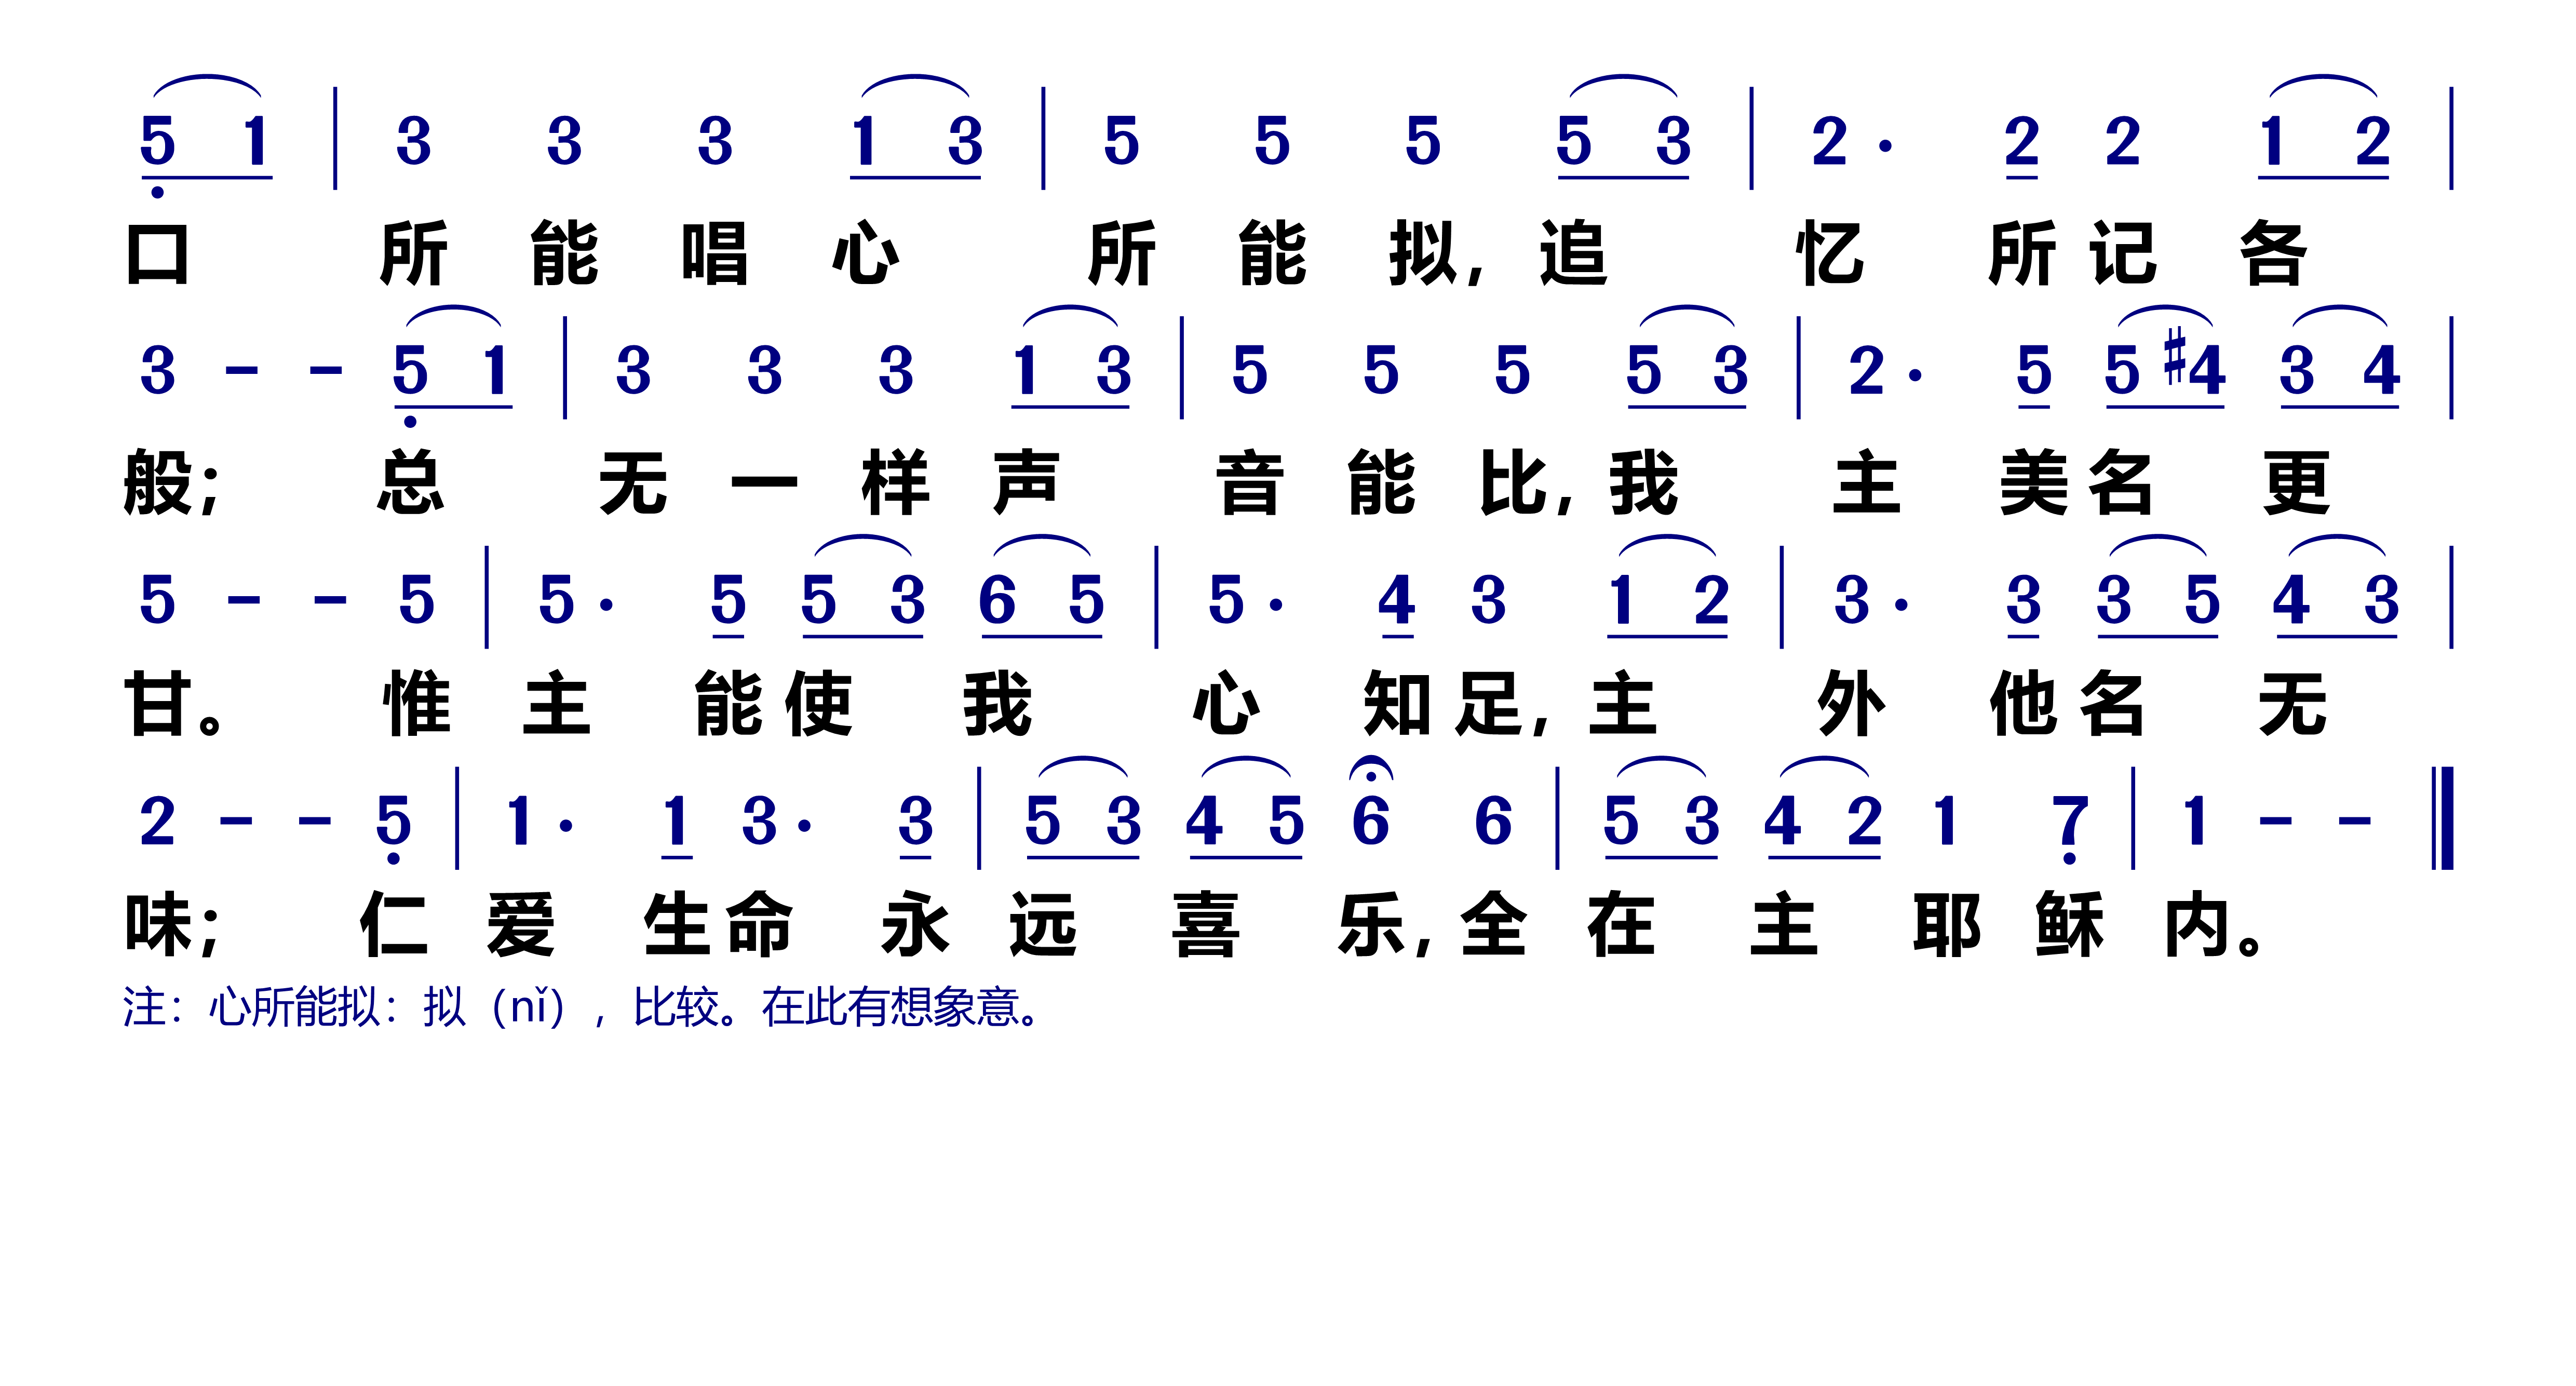 5 1 | 3 3 3 1 3 | 5 5 5 5 3 | 2 · 2 2 1 2 |
口 所 能 唱 心 所 能 拟, 追 忆 所 记 各
3 - - 5 1 | 3 3 3 1 3 | 5 5 5 5 3 | 2 · 5 5 #4 3 4 |
般; 总 无 一 样 声 音 能 比, 我 主 美 名 更
5 - - 5 | 5 · 5 5 3 6 5 | 5 · 4 3 1 2 | 3 · 3 3 5 4 3 |
甘。 惟 主 能 使 我 心 知 足, 主 外 他 名 无
2 - - 5 | 1 · 1 3 · 3 | 5 3 4 5 6 6 | 5 3 4 2 1 7 | 1 - - ||
味; 仁 爱 生 命 永 远 喜 乐, 全 在 主 耶 稣 内。
注：心所能拟：拟（nǐ），比较。在此有想象意。